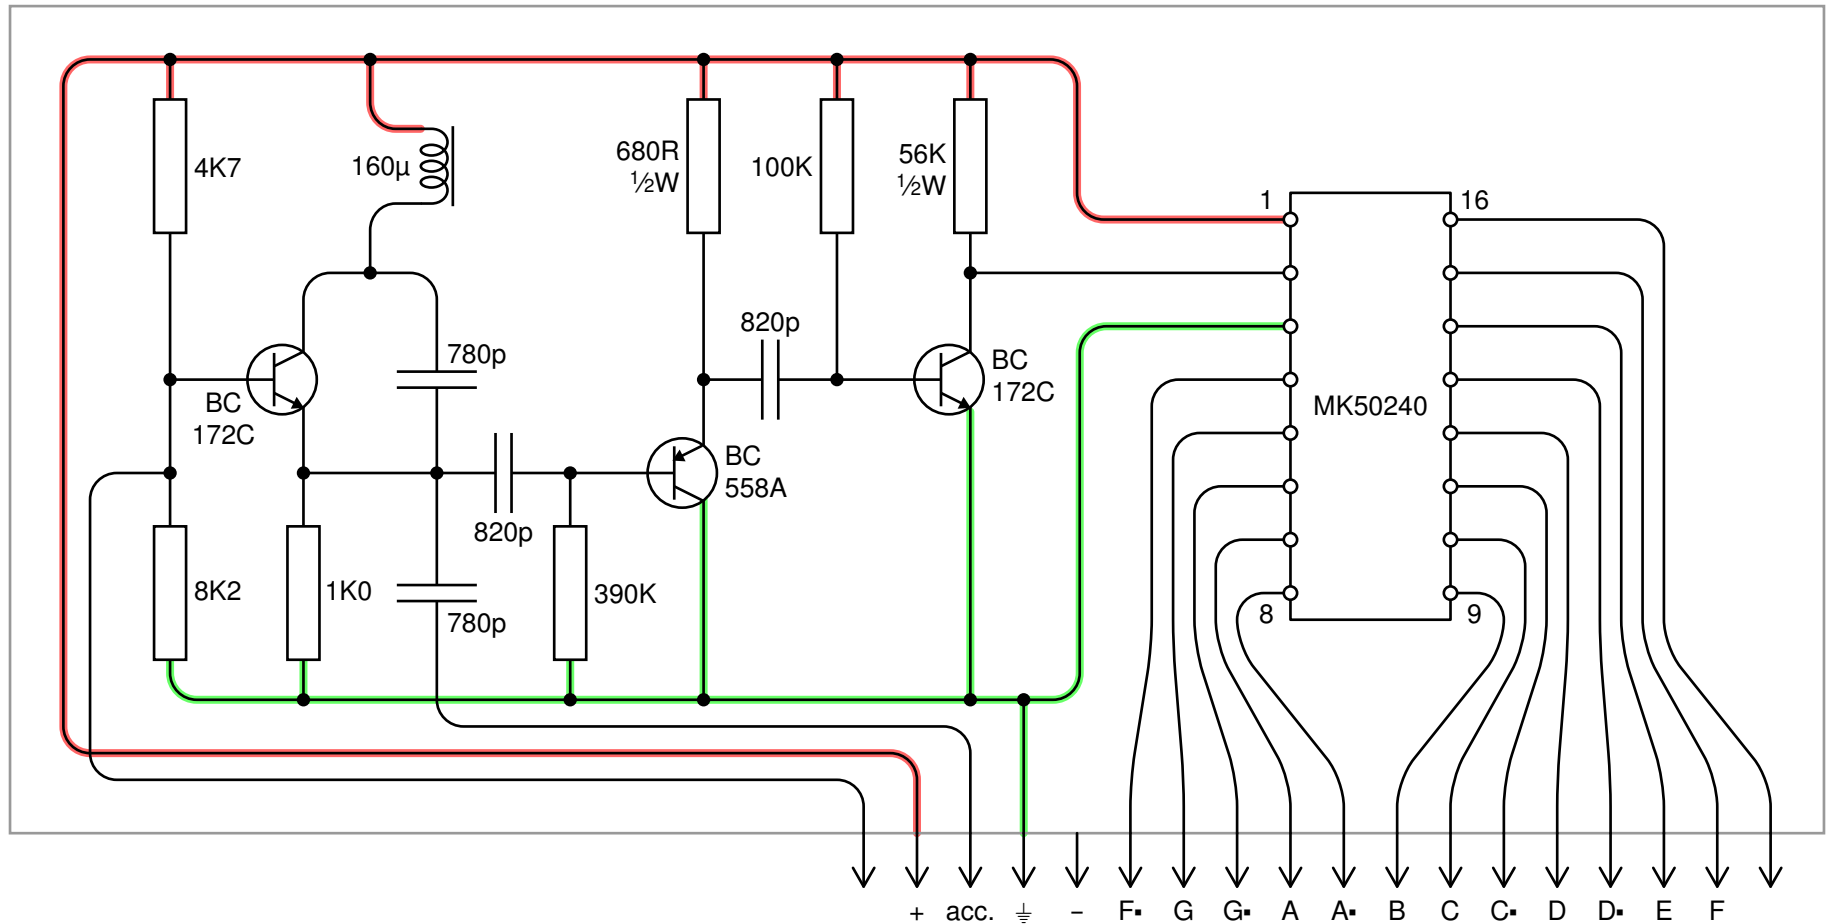 4K7
160µ
680R
½W
100K
56K
½W
1
16
820p
780p
BC
172C
BC
172C
MK50240
BC
558A
820p
8K2
1K0
390K
780p
8
9
+ acc. ⏚ − F▪ G G▪ A A▪ B C C▪ D D▪ E F